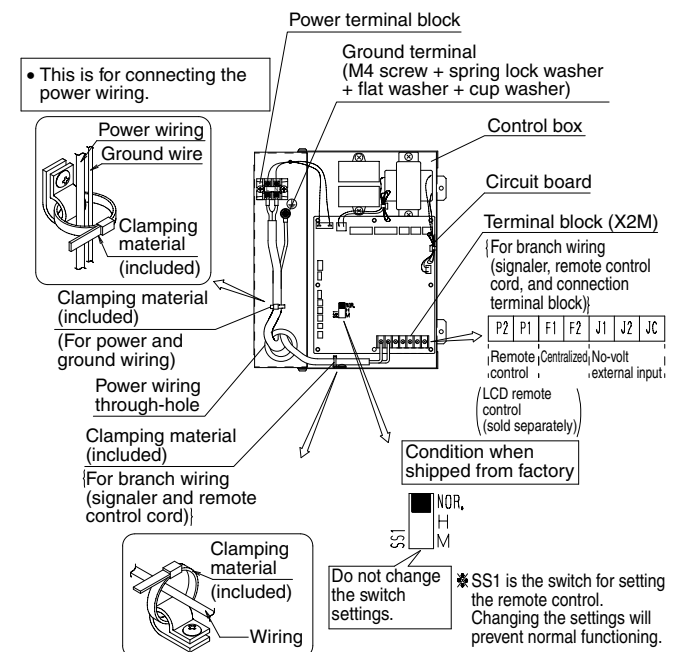 Power terminal block
Ground terminal
(M4 screw + spring lock washer
+ flat washer + cup washer)
• This is for connecting the
power wiring.
Power wiring
Ground wire
Clamping
material
(included)
Control box
Circuit board
Terminal block (X2M)
{For branch wiring
(signaler, remote control
cord, and connection
terminal block)}
P2 P1 F1 F2 J1 J2 JC
Remote
control
Centralized
No-volt
external input
(LCD remote
control
(sold separately))
Clamping material
(included)
(For power and
ground wiring)
Power wiring
through-hole
Clamping material
(included)
{For branch wiring
(signaler and remote
control cord)}
Clamping
material
(included)
Wiring
Condition when
shipped from factory
SS1
NOR.
H
M
Do not change
the switch
settings.
※SS1 is the switch for setting
the remote control.
Changing the settings will
prevent normal functioning.